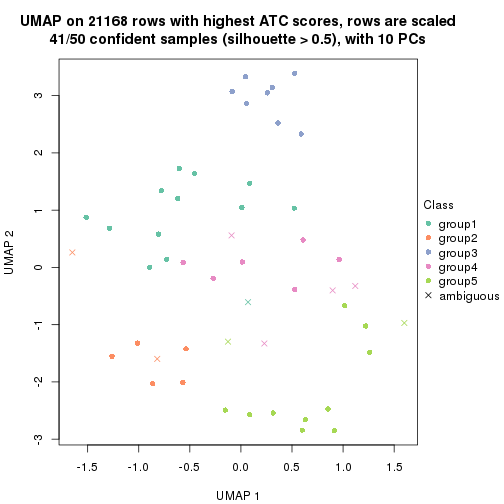 UMAP on 21168 rows with highest ATC scores, rows are scaled
41/50 confident samples (silhouette > 0.5), with 10 PCs
3
2
1
0
-1
-2
-3
UMAP 2
-1.5 -1.0 -0.5 0.0 0.5 1.0 1.5
UMAP 1
Class
group1
group2
group3
group4
group5
ambiguous